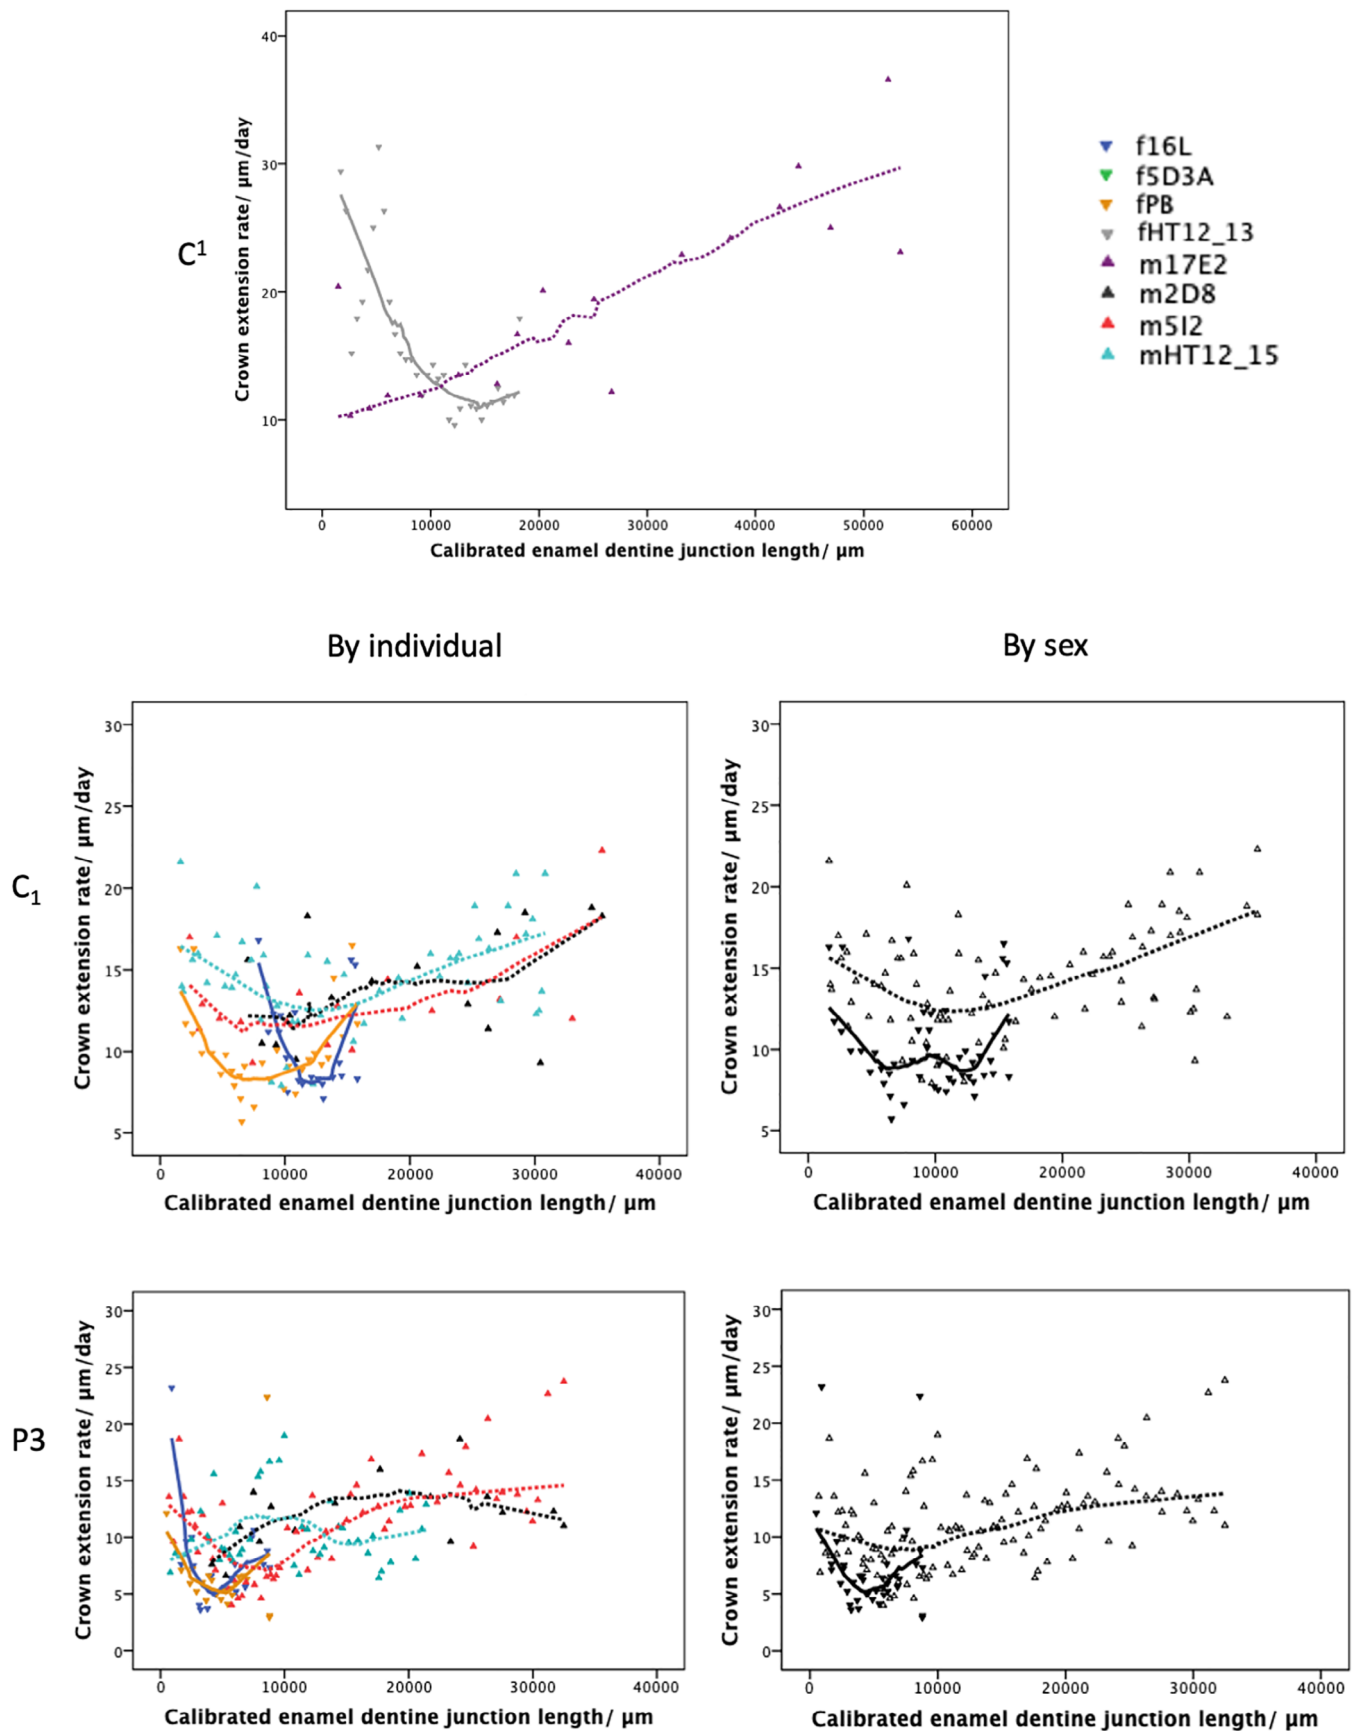 C1
Crown extension rate/ µm/day
40
30
20
10
0 10000 20000 30000 40000 50000 60000
Calibrated enamel dentine junction length/ µm
f16L
f5D3A
fPB
fHT12_13
m17E2
m2D8
m5I2
mHT12_15
By individual
By sex
C1
Crown extension rate/ µm/day
30
25
20
15
10
5
0 10000 20000 30000 40000
Calibrated enamel dentine junction length/ µm
Crown extension rate/ µm/day
30
25
20
15
10
5
0 10000 20000 30000 40000
Calibrated enamel dentine junction length/ µm
P3
Crown extension rate/ µm/day
30
25
20
15
10
5
0
0 10000 20000 30000 40000
Calibrated enamel dentine junction length/ µm
Crown extension rate/ µm/day
30
25
20
15
10
5
0
0 10000 20000 30000 40000
Calibrated enamel dentine junction length/ µm